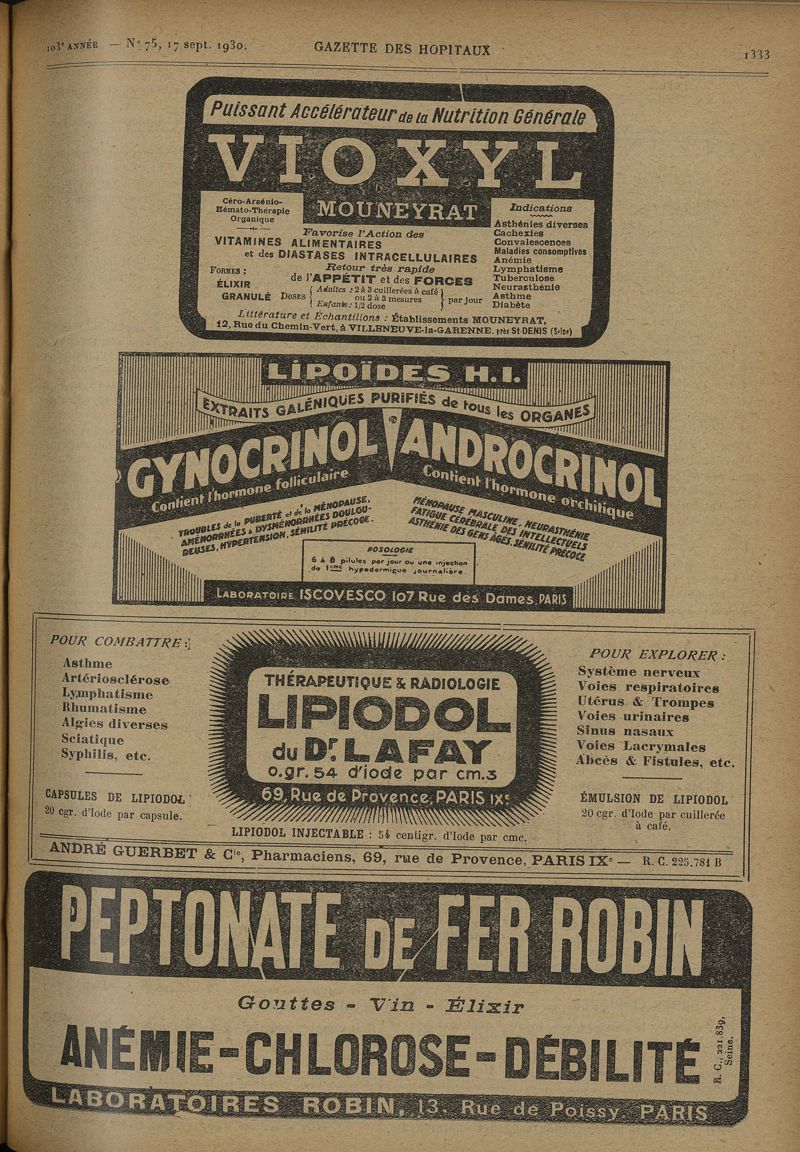 103e ANNÉE — No 75, 17 sept. 1930.
GAZETTE DES HOPITAUX
1333
Puissant Accélérateur de la Nutrition Générale
VIOXYL
MOUNEYRAT
Céro-Arsénio-
Hémato-Thérapie
Organique
Favorise l'Action des
VITAMINES ALIMENTAIRES
et des DIASTASES INTRACELLULAIRES
Retour très rapide
de l'APPÉTIT et des FORCES
FORMES :
ÉLIXIR
GRANULÉ
DOSES
Adultes : 2 à 3 cuillerées à café
ou 2 à 3 mesures
Enfants : 1/2 dose
par jour
Indications
Asthénies diverses
Cachexies
Convalescences
Maladies consomptives
Anémie
Lymphatisme
Tuberculose
Neurasthénie
Asthme
Diabète
Littérature et Echantillons : Établissements MOUNEYRAT,
12, Rue du Chemin-Vert, à VILLENEUVE-la-GARENNE, près St-DENIS (Seine)
LIPOÏDES H.I.
EXTRAITS GALÉNIQUES PURIFIÉS de tous les ORGANES
GYNOCRINOL
Contient l'hormone folliculaire
TROUBLES de la PUBERTÉ et de la MÉNOPAUSE,
AMÉNORRHÉES & DYSMÉNORRHÉES DOULOU-
REUSES, HYPERTENSION, SÉNILITÉ PRÉCOCE.
ANDROCRINOL
Contient l'hormone orchitique
MÉNOPAUSE MASCULINE, NEURASTHÉNIE
FATIGUE CÉRÉBRALE DES INTELLECTUELS
ASTHÉNIE DES GENS ÂGÉS, SÉNILITÉ PRÉCOCE
POSOLOGIE
6 à 8 pilules par jour ou une injection
hypodermique journalière.
LABORATOIRE ISCOVESCO 107 Rue des Dames, PARIS
POUR COMBATTRE :
Asthme
Artériosclérose
Lymphatisme
Rhumatisme
Algies diverses
Sciatique
Syphilis, etc.
CAPSULES DE LIPIODOL
20 cgr. d'Iode par capsule.
THÉRAPEUTIQUE & RADIOLOGIE
LIPIODOL
du Dr. LAFAY
0.gr. 54 d'iode par cm.3
69, Rue de Provence, PARIS IXe
LIPIODOL INJECTABLE : 54 centigr. d'Iode par cmc.
POUR EXPLORER :
Système nerveux
Voies respiratoires
Utérus & Trompes
Voies urinaires
Sinus nasaux
Voies Lacrymales
Abcès & Fistules, etc.
ÉMULSION DE LIPIODOL
20 cgr. d'Iode par cuillerée
à café.
ANDRÉ GUERBET & Cie, Pharmaciens, 69, rue de Provence, PARIS IXe — R. C. 225.781 B
PEPTONATE DE FER ROBIN
Gouttes - Vin - Élixir
ANÉMIE-CHLOROSE-DÉBILITÉ
R. C., 221.839, Seine.
LABORATOIRES ROBIN, 13, Rue de Poissy, PARIS